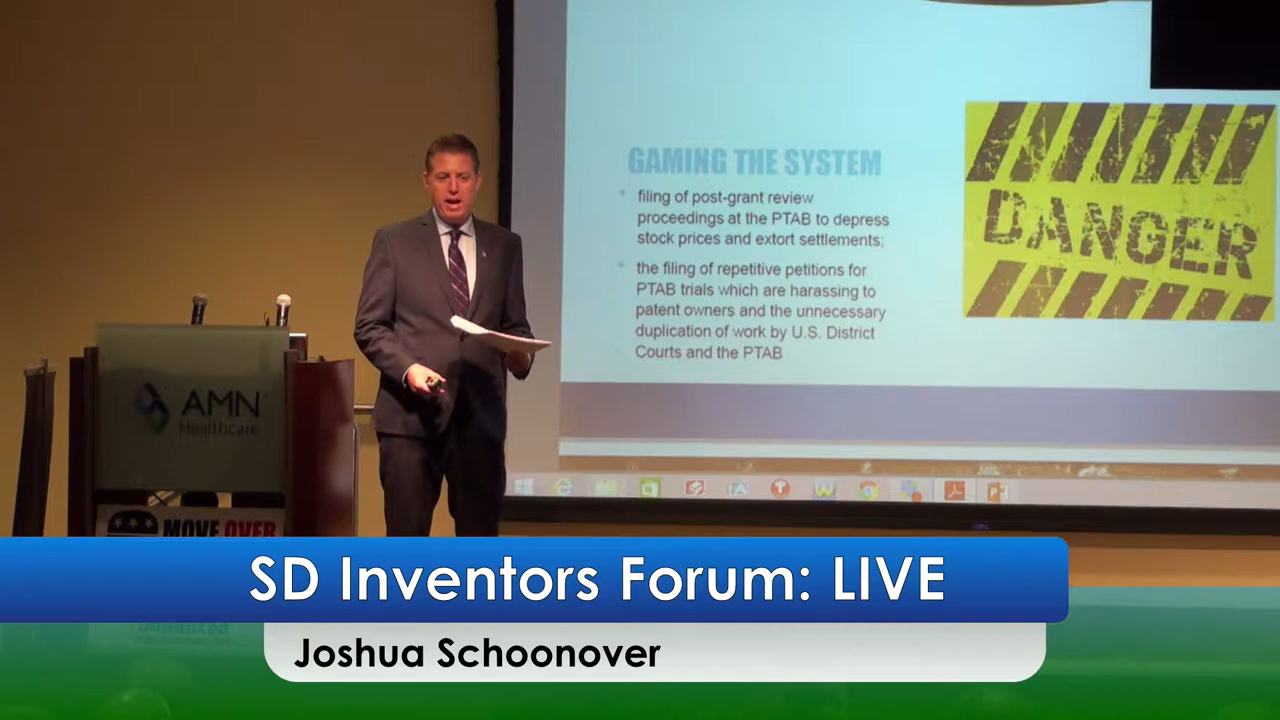 GAMING THE SYSTEM
filing of post-grant review
proceedings at the PTAB to depress
stock prices and extort settlements;
the filing of repetitive petitions for
PTAB trials which are harassing to
patent owners and the unnecessary
duplication of work by U.S. District
Courts and the PTAB
DANGER
AMN
Healthcare
MOVE OVER
SD Inventors Forum: LIVE
Joshua Schoonover